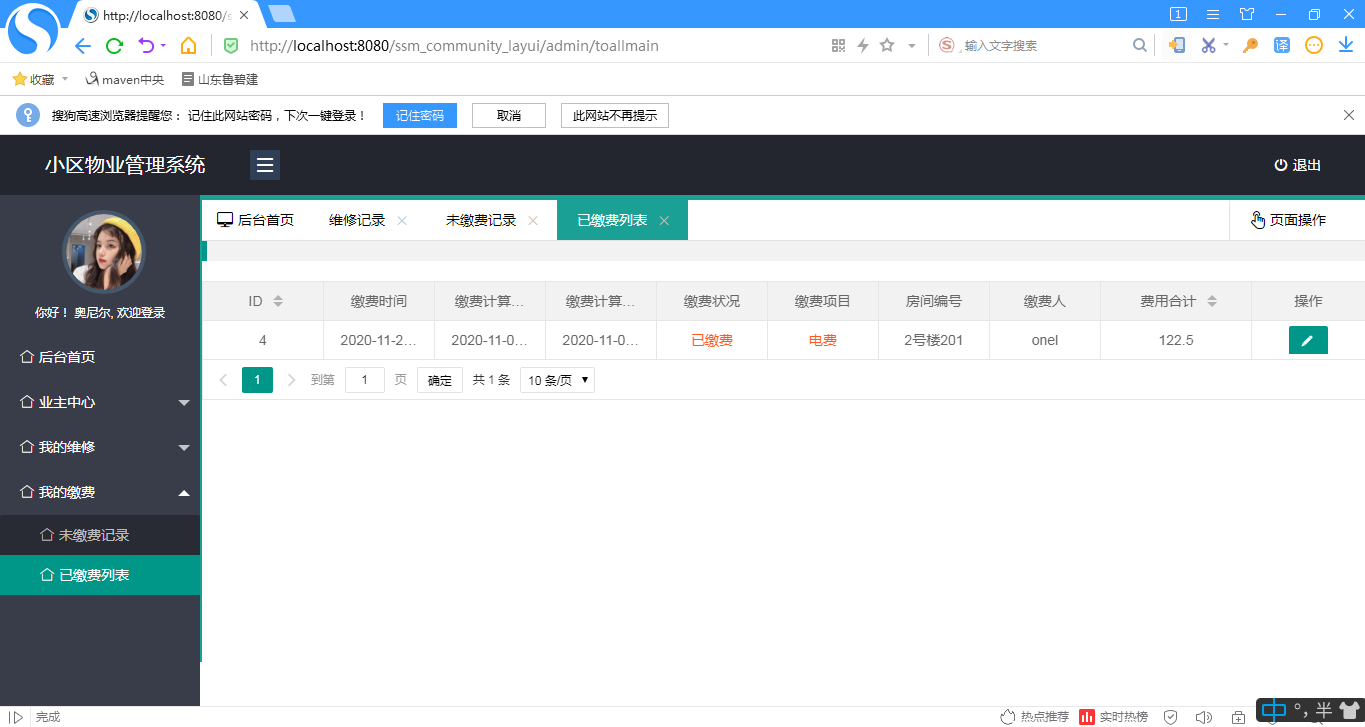 http://localhost:8080/s
1
http://localhost:8080/ssm_community_layui/admin/toallmain
输入文字搜索
译
收藏
maven中央
山东鲁碧建
搜狗高速浏览器提醒您： 记住此网站密码，下次一键登录！
记住密码
取消
此网站不再提示
小区物业管理系统
退出
后台首页
维修记录
未缴费记录
已缴费列表
页面操作
你好！ 奥尼尔, 欢迎登录
后台首页
业主中心
我的维修
我的缴费
未缴费记录
已缴费列表
ID 缴费时间 缴费计算... 缴费计算... 缴费状况 缴费项目 房间编号 缴费人 费用合计 操作
4 2020-11-2... 2020-11-0... 2020-11-0... 已缴费 电费 2号楼201 onel 122.5
1 到第 1 页 确定 共 1 条 10 条/页
完成
热点推荐
实时热榜
中 °, 半